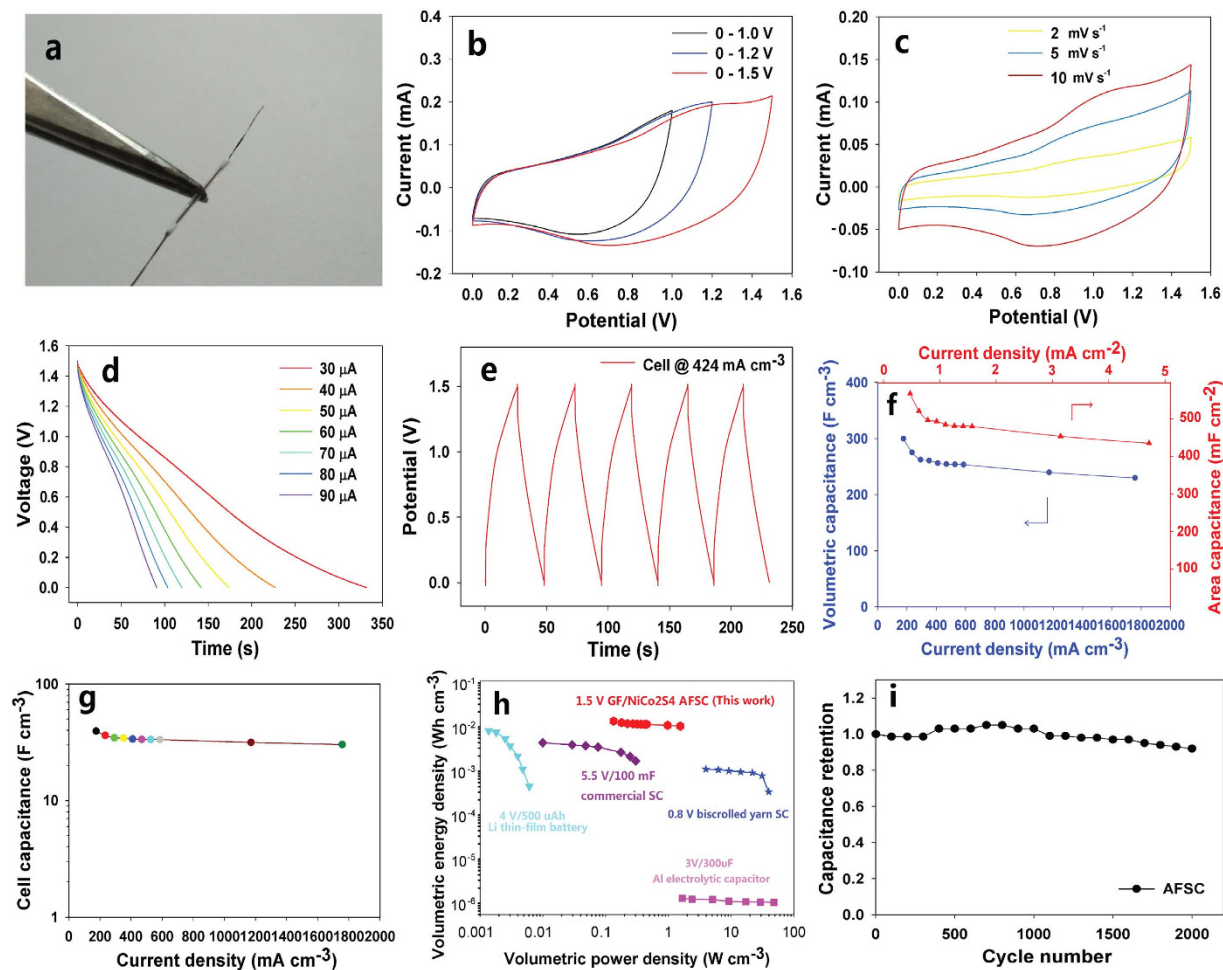 a
b
0 - 1.0 V
0 - 1.2 V
0 - 1.5 V
Current (mA)
0.4
0.3
0.2
0.1
0.0
-0.1
-0.2
0.0 0.2 0.4 0.6 0.8 1.0 1.2 1.4 1.6
Potential (V)
c
2 mV s⁻¹
5 mV s⁻¹
10 mV s⁻¹
Current (mA)
0.20
0.15
0.10
0.05
0.00
-0.05
-0.10
0.0 0.2 0.4 0.6 0.8 1.0 1.2 1.4 1.6
Potential (V)
d
30 μA
40 μA
50 μA
60 μA
70 μA
80 μA
90 μA
Voltage (V)
1.6
1.4
1.2
1.0
0.8
0.6
0.4
0.2
0.0
0 50 100 150 200 250 300 350
Time (s)
e
Cell @ 424 mA cm⁻³
Potential (V)
1.5
1.0
0.5
0.0
0 50 100 150 200 250
Time (s)
Current density (mA cm⁻²)
0 1 2 3 4 5
f
Volumetric capacitance (F cm⁻³)
400
300
200
100
0
Area capacitance (mF cm⁻²)
500
400
300
200
100
0 200 400 600 800 1000 1200 1400 1600 1800 2000
Current density (mA cm⁻³)
g
Cell capacitance (F cm⁻³)
100
10
1
0 200 400 600 800 1000 1200 1400 1600 1800 2000
Current density (mA cm⁻³)
h
1.5 V GF/NiCo2S4 AFSC (This work)
5.5 V/100 mF
commercial SC
4 V/500 uAh
Li thin-film battery
0.8 V biscrolled yarn SC
3V/300uF
Al electrolytic capacitor
Volumetric energy density (Wh cm⁻³)
10⁻¹
10⁻²
10⁻³
10⁻⁴
10⁻⁵
10⁻⁶
0.001 0.01 0.1 1 10 100
Volumetric power density (W cm⁻³)
i
Capacitance retention
1.2
1.0
0.8
0.6
0.4
0.2
0.0
AFSC
0 500 1000 1500 2000
Cycle number